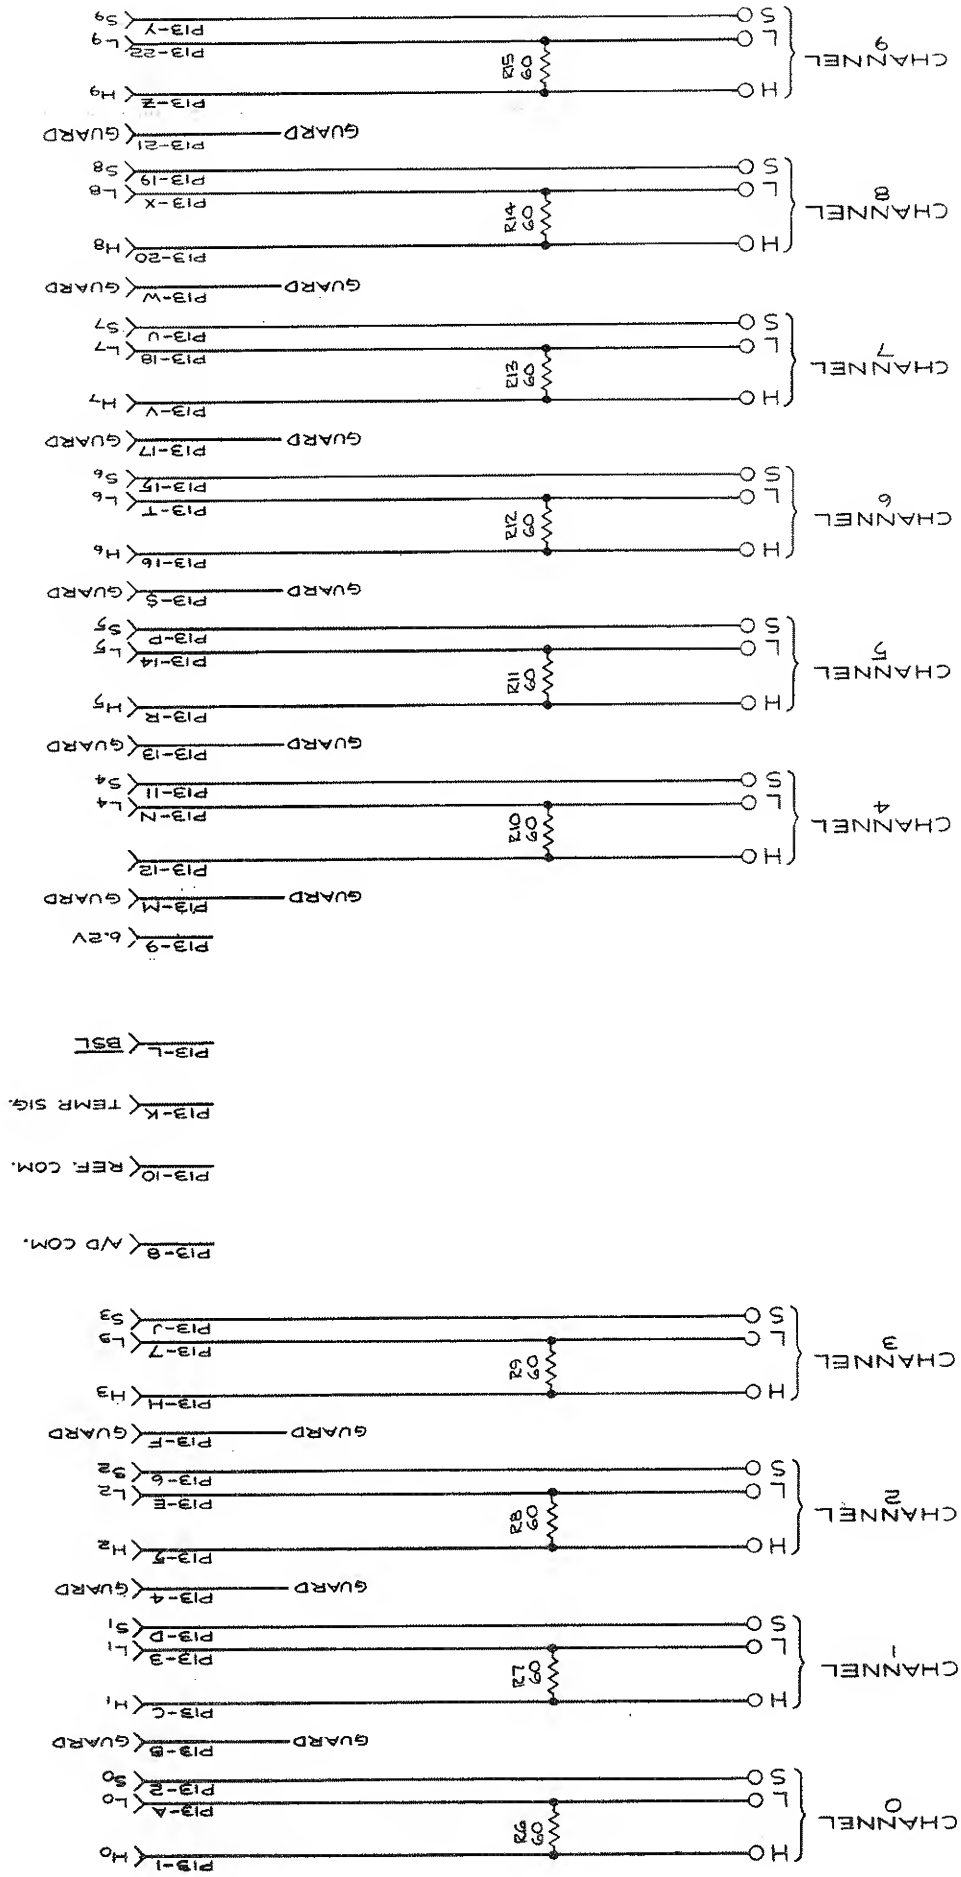 CHANNEL
0
H
R6
60
P13-1
H0
L
P13-A
L0
S
P13-2
S0
GUARD
P13-B
GUARD
CHANNEL
1
H
R7
60
P13-C
H1
L
P13-3
L1
S
P13-D
S1
GUARD
P13-4
GUARD
CHANNEL
2
H
R8
60
P13-5
H2
L
P13-E
L2
S
P13-6
S2
GUARD
P13-F
GUARD
CHANNEL
3
H
R9
60
P13-H
H3
L
P13-7
L3
S
P13-J
S3
P13-8
A/D COM.
P13-10
REF. COM.
P13-K
TEMP. SIG.
P13-L
BSL
P13-9
6.2V
GUARD
P13-M
GUARD
CHANNEL
4
H
R10
60
P13-12
L
P13-N
L4
S
P13-11
S4
GUARD
P13-13
GUARD
CHANNEL
5
H
R11
60
P13-R
H5
L
P13-14
L5
S
P13-P
S5
GUARD
P13-S
GUARD
CHANNEL
6
H
R12
60
P13-16
H6
L
P13-T
L6
S
P13-15
S6
GUARD
P13-17
GUARD
CHANNEL
7
H
R13
60
P13-V
H7
L
P13-18
L7
S
P13-U
S7
GUARD
P13-W
GUARD
CHANNEL
8
H
R14
60
P13-20
H8
L
P13-X
L8
S
P13-19
S8
GUARD
P13-21
GUARD
CHANNEL
9
H
R15
60
P13-Z
H9
L
P13-22
L9
S
P13-Y
S9